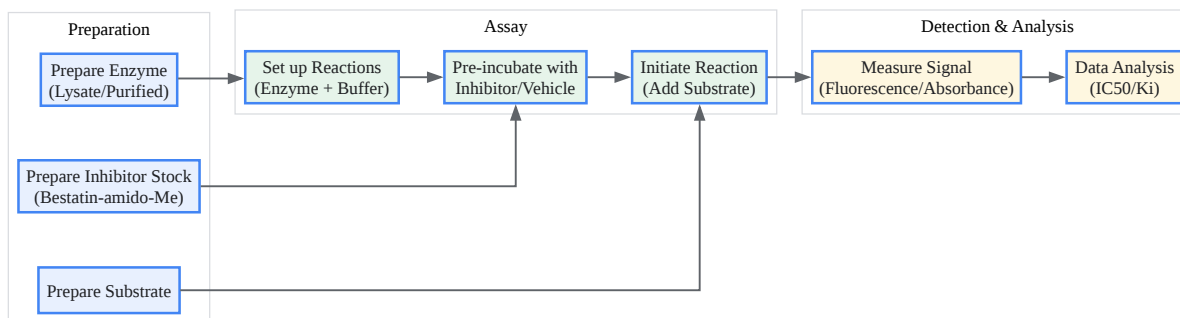 Preparation
Prepare Enzyme
(Lysate/Purified)
Prepare Inhibitor Stock
(Bestatin-amido-Me)
Prepare Substrate
Assay
Set up Reactions
(Enzyme + Buffer)
Pre-incubate with
Inhibitor/Vehicle
Initiate Reaction
(Add Substrate)
Detection & Analysis
Measure Signal
(Fluorescence/Absorbance)
Data Analysis
(IC50/Ki)